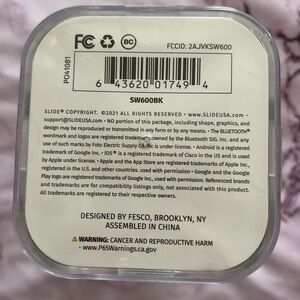 FC BC FCCID: 2AJVKSW600
PO41081
6 43620 01749 4
SW600BK
SLIDE® COPYRIGHT. ©2021 ALL RIGHTS RESERVED • WWW.SLIDEUSA.COM -
support@SLIDEUSA.COM - NO portion of this package, including shape, graphics, and
design may be reproduced or transmitted in any form or by any means. • The BLUETOOTH®
wordmark and logos are registered trademarks owned by the Bluetooth SIG, Inc. and any
use of such marks by Foto Electric Supply Co. is under license. • Android is a registered
trademark of Google Inc. • iOS is a registered trademark of Cisco in the US and is used
by Apple under license. • Apple and the App Store are registered trademarks of Apple Inc.,
registered in the U.S. and other countries. used with permission • Google and the Google
Play logo are trademarks of Google Inc., used with permission. Referenced brands
and trademarks are for compatibility listings only, not associated with this product.
All trademarks are registered to their respective owners.
DESIGNED BY FESCO, BROOKLYN, NY
ASSEMBLED IN CHINA
WARNING: CANCER AND REPRODUCTIVE HARM
- www.P65Warnings.ca.gov